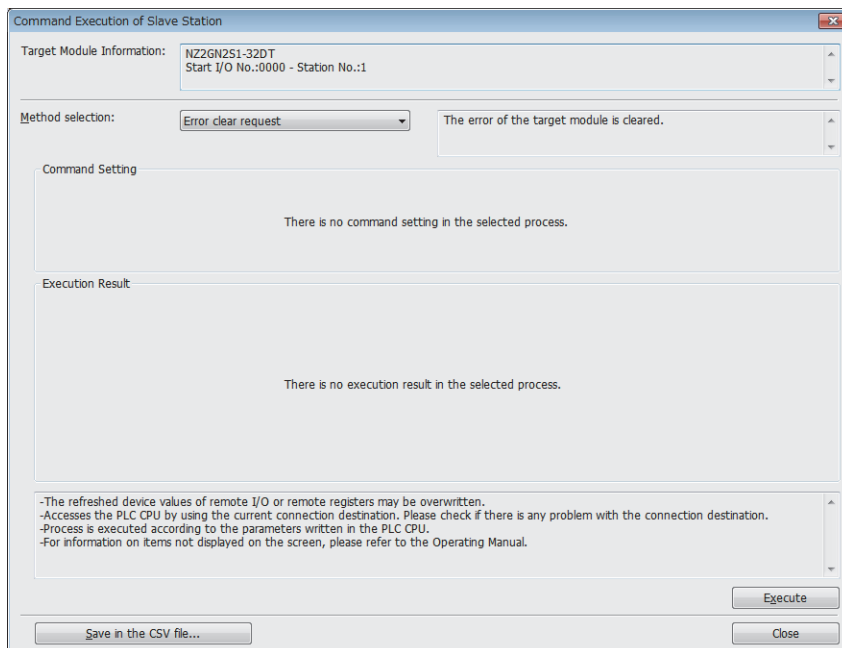 Command Execution of Slave Station
Target Module Information:
NZ2GN2S1-32DT
Start I/O No.:0000 - Station No.:1
Method selection:
Error clear request
The error of the target module is cleared.
Command Setting
There is no command setting in the selected process.
Execution Result
There is no execution result in the selected process.
-The refreshed device values of remote I/O or remote registers may be overwritten.
-Accesses the PLC CPU by using the current connection destination. Please check if there is any problem with the connection destination.
-Process is executed according to the parameters written in the PLC CPU.
-For information on items not displayed on the screen, please refer to the Operating Manual.
Execute
Save in the CSV file...
Close